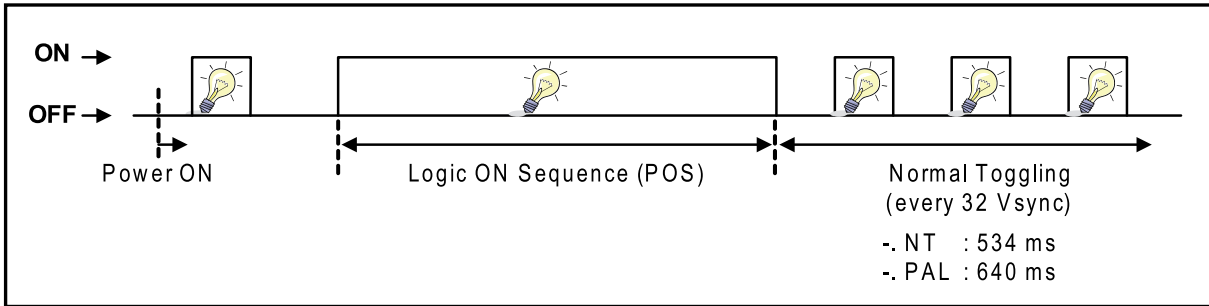 ON
OFF
Power ON
Logic ON Sequence (POS)
Normal Toggling
(every 32 Vsync)
-. NT : 534 ms
-. PAL : 640 ms